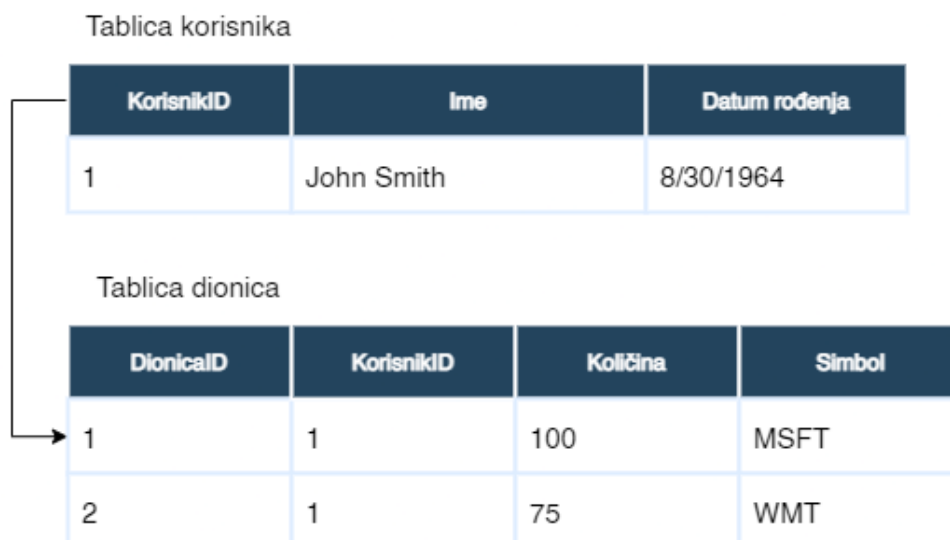 Tablica korisnika
KorisnikID Ime Datum rođenja
1 John Smith 8/30/1964
Tablica dionica
DionicaID KorisnikID Količina Simbol
1 1 100 MSFT
2 1 75 WMT